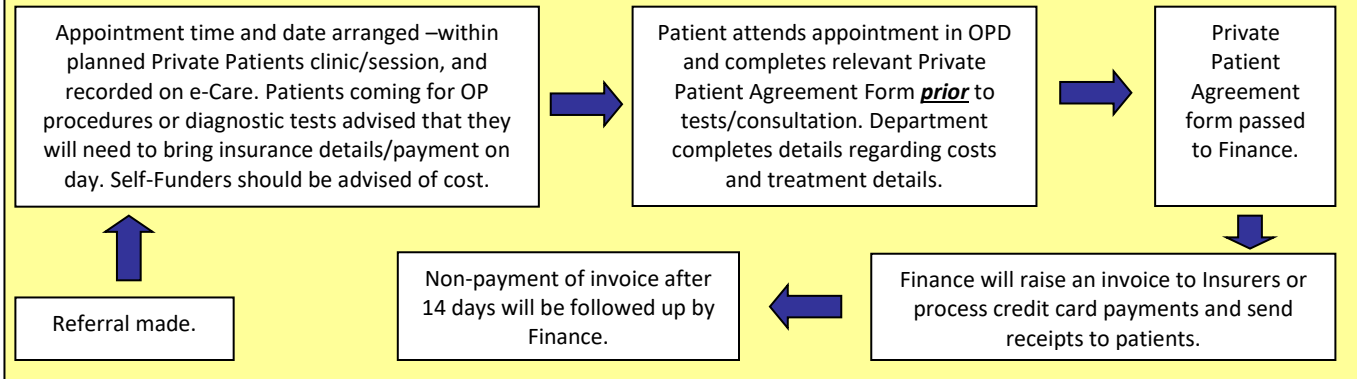 Appointment time and date arranged –within
planned Private Patients clinic/session, and
recorded on e-Care. Patients coming for OP
procedures or diagnostic tests advised that they
will need to bring insurance details/payment on
day. Self-Funders should be advised of cost.
Patient attends appointment in OPD
and completes relevant Private
Patient Agreement Form prior to
tests/consultation. Department
completes details regarding costs
and treatment details.
Private
Patient
Agreement
form passed
to Finance.
Referral made.
Non-payment of invoice after
14 days will be followed up by
Finance.
Finance will raise an invoice to Insurers or
process credit card payments and send
receipts to patients.